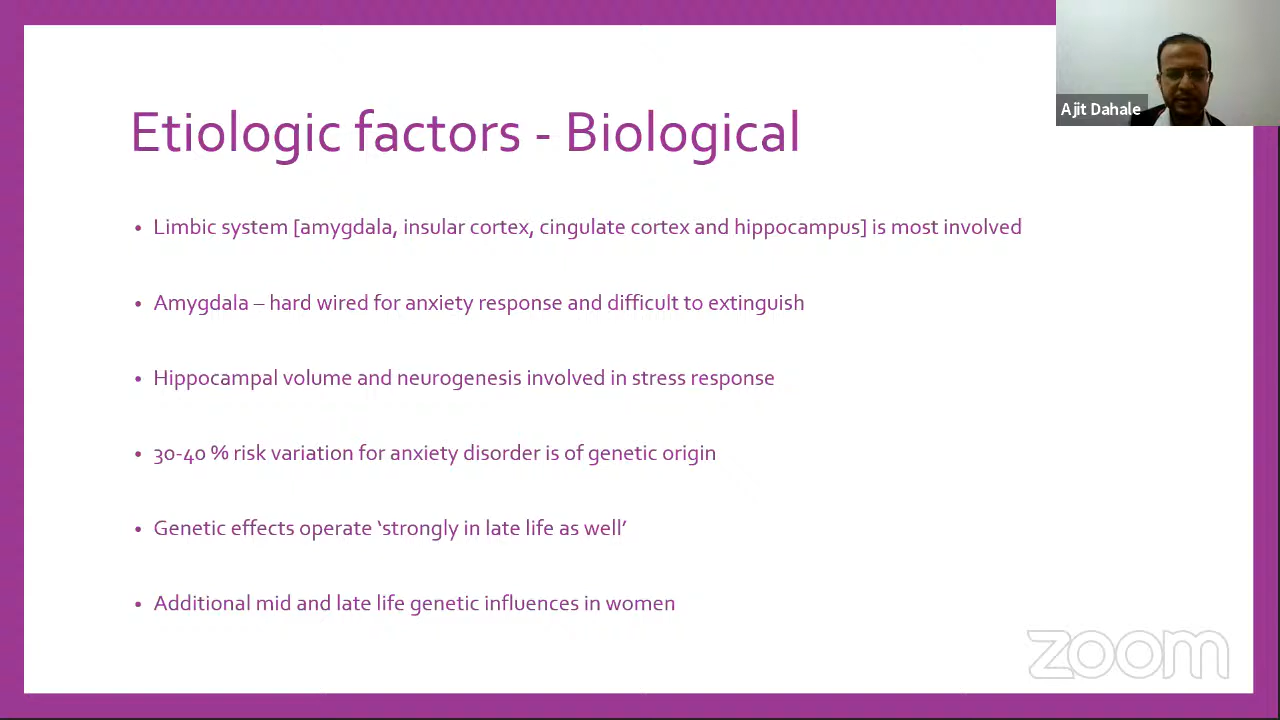 Etiologic factors - Biological
Ajit Dahale
• Limbic system [amygdala, insular cortex, cingulate cortex and hippocampus] is most involved
• Amygdala – hard wired for anxiety response and difficult to extinguish
• Hippocampal volume and neurogenesis involved in stress response
• 30-40 % risk variation for anxiety disorder is of genetic origin
• Genetic effects operate ‘strongly in late life as well’
• Additional mid and late life genetic influences in women
zoom